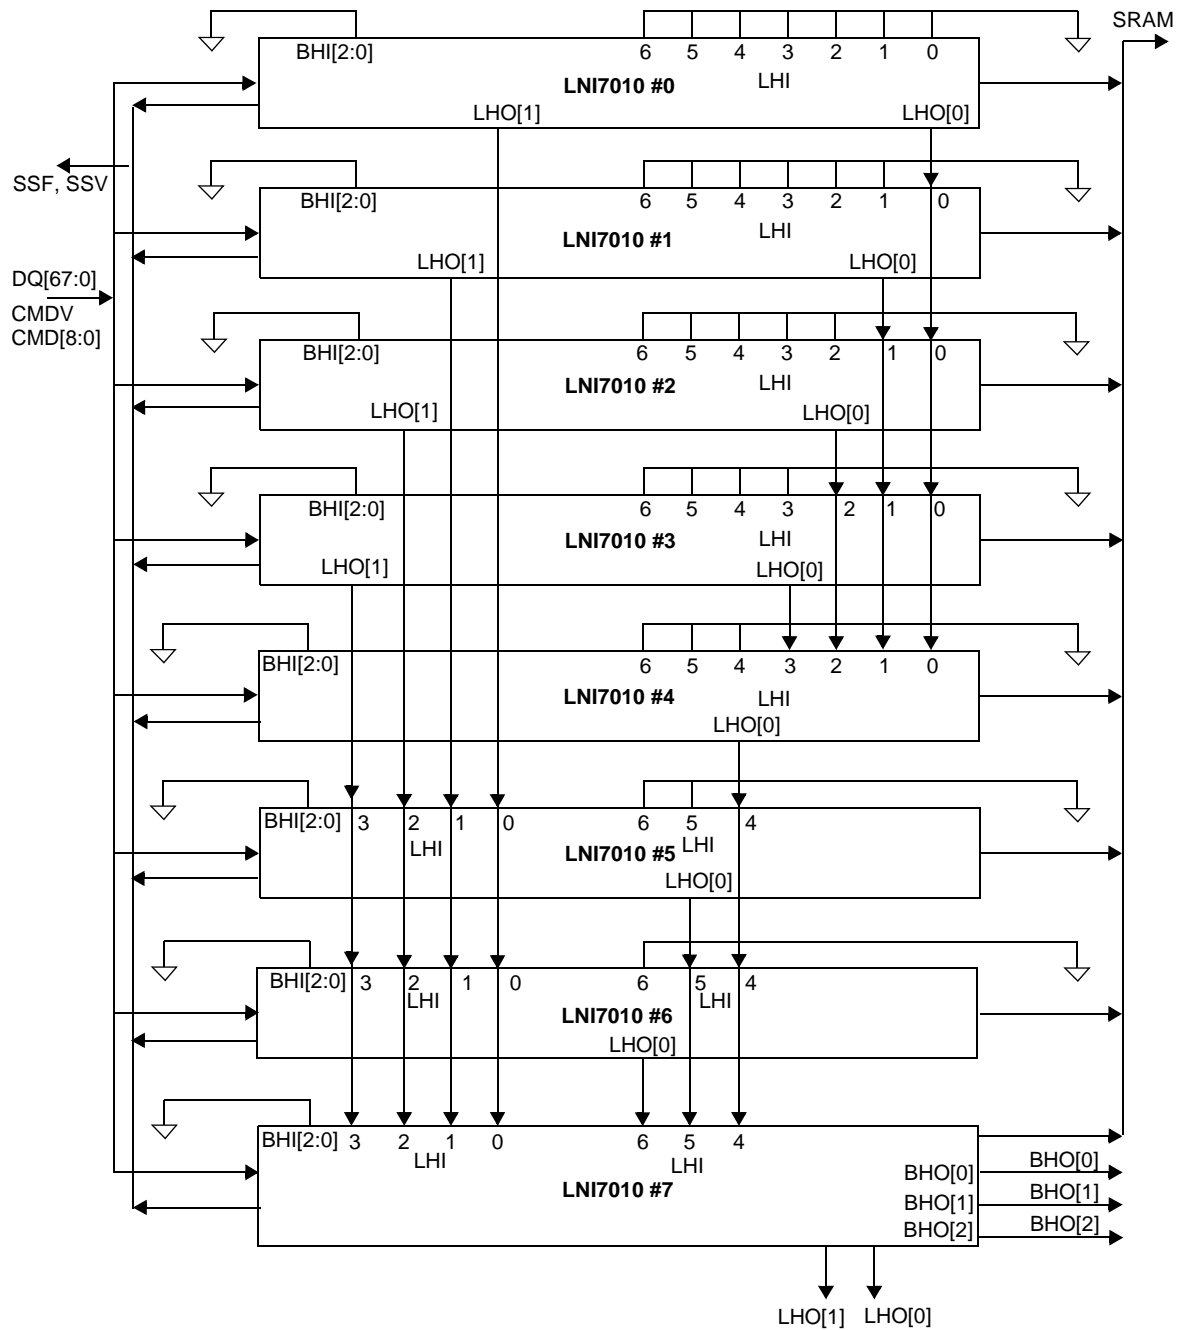 SRAM
BHI[2:0] 6 5 4 3 2 1 0
LNI7010 #0 LHI
LHO[1] LHO[0]
SSF, SSV
BHI[2:0] 6 5 4 3 2 1 0
LNI7010 #1 LHI
LHO[1] LHO[0]
DQ[67:0]
CMDV
CMD[8:0]
BHI[2:0] 6 5 4 3 2 1 0
LNI7010 #2 LHI
LHO[1] LHO[0]
BHI[2:0] 6 5 4 3 2 1 0
LNI7010 #3 LHI
LHO[1] LHO[0]
BHI[2:0] 6 5 4 3 2 1 0
LNI7010 #4 LHI
LHO[0]
BHI[2:0] 3 2 1 0 6 5 4
LHI LNI7010 #5 LHI
LHO[0]
BHI[2:0] 3 2 1 0 6 5 4
LHI LNI7010 #6 LHI
LHO[0]
BHI[2:0] 3 2 1 0 6 5 4
LHI LHI
LNI7010 #7
BHO[0] BHO[0]
BHO[1] BHO[1]
BHO[2] BHO[2]
LHO[1] LHO[0]